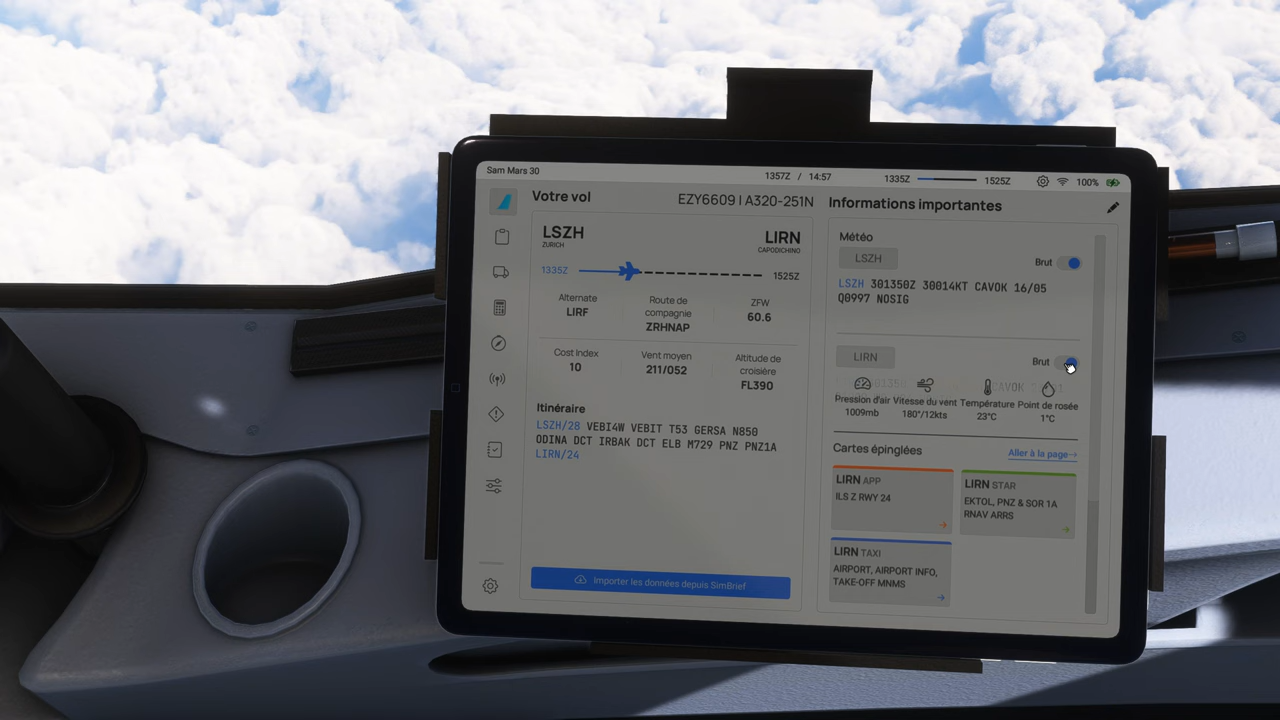 Sam Mars 30
1357Z / 14:57
1335Z
1525Z
100%
Votre vol
EZY6609 | A320-251N
LSZH
ZURICH
LIRN
CAPODICHINO
1335Z
1525Z
Alternate
LIRF
Route de
compagnie
ZRHNAP
ZFW
60.6
Cost Index
10
Vent moyen
211/052
Altitude de
croisière
FL390
Itinéraire
LSZH/28 VEBI4W VEBIT T53 GERSA N850
ODINA DCT IRBAK DCT ELB M729 PNZ PNZ1A
LIRN/24
Importer les données depuis SimBrief
Informations importantes
Météo
LSZH
Brut
LSZH 301350Z 30014KT CAVOK 16/05
Q0997 NOSIG
LIRN
Brut
CAVOK
Pression d'air
1009mb
Vitesse du vent
180°/12kts
Température
23°C
Point de rosée
1°C
Cartes épinglées
Aller à la page
LIRN APP
ILS Z RWY 24
LIRN STAR
EKTOL, PNZ & SOR 1A
RNAV ARRS
LIRN TAXI
AIRPORT, AIRPORT INFO,
TAKE-OFF MNMS